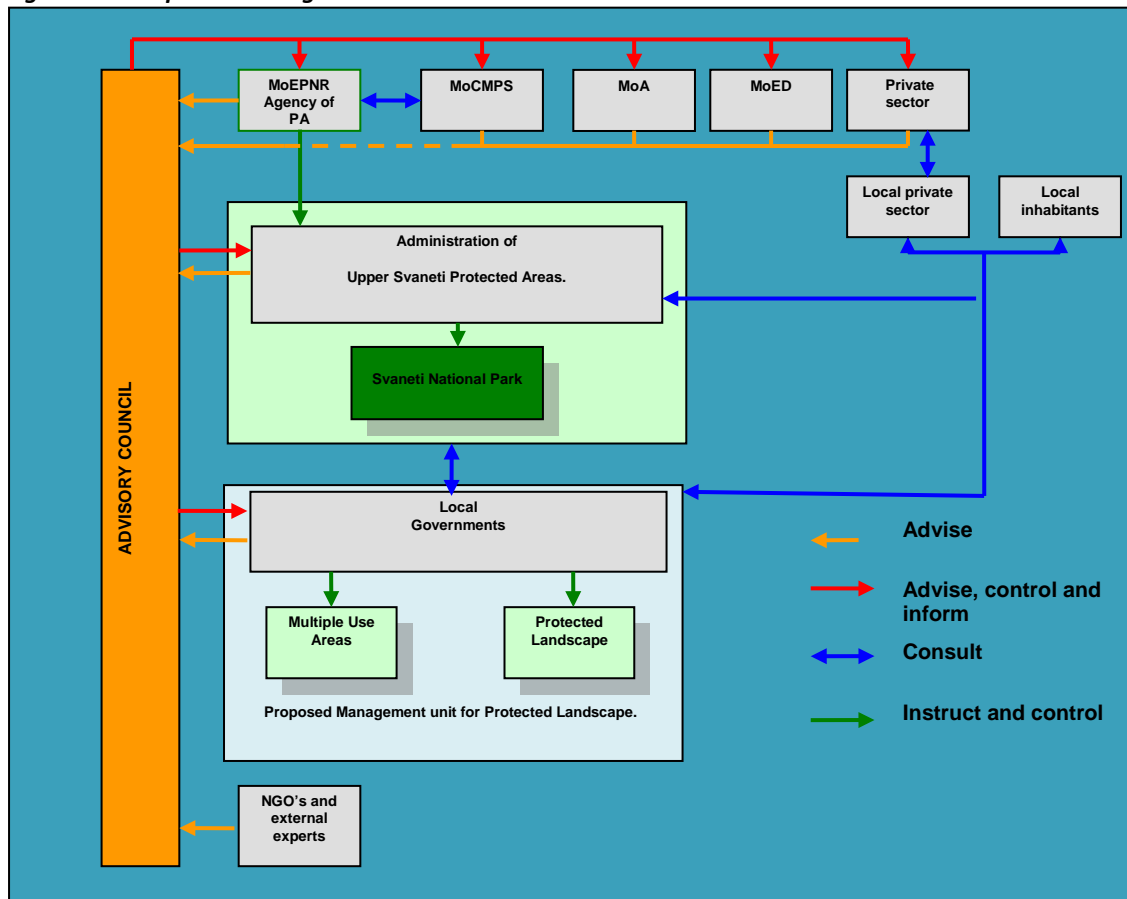 MoEPNR
Agency of
PA
MoCMPS
MoA
MoED
Private
sector
Local private
sector
Local
inhabitants
Administration of
Upper Svaneti Protected Areas.
Svaneti National Park
ADVISORY COUNCIL
Local
Governments
Multiple Use
Areas
Protected
Landscape
Proposed Management unit for Protected Landscape.
NGO's and
external
experts
Advise
Advise, control and
inform
Consult
Instruct and control